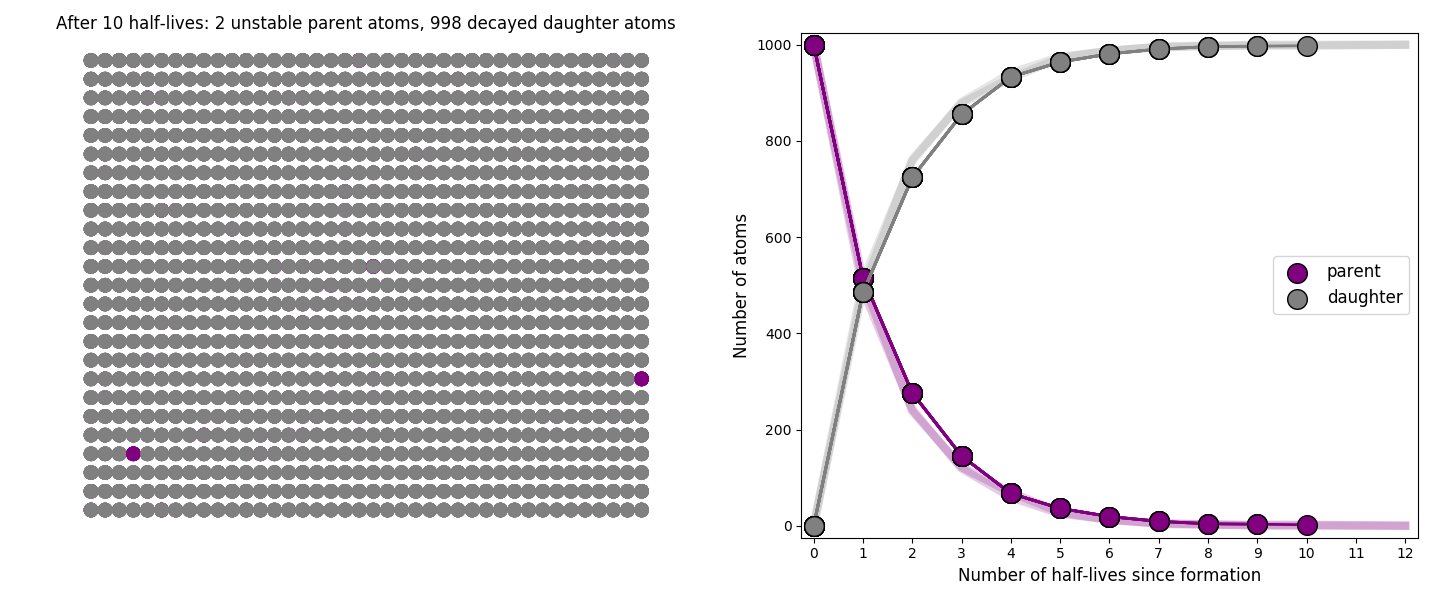 After 10 half-lives: 2 unstable parent atoms, 998 decayed daughter atoms
1000
800
600
400
200
0
Number of atoms
parent
daughter
0 1 2 3 4 5 6 7 8 9 10 11 12
Number of half-lives since formation